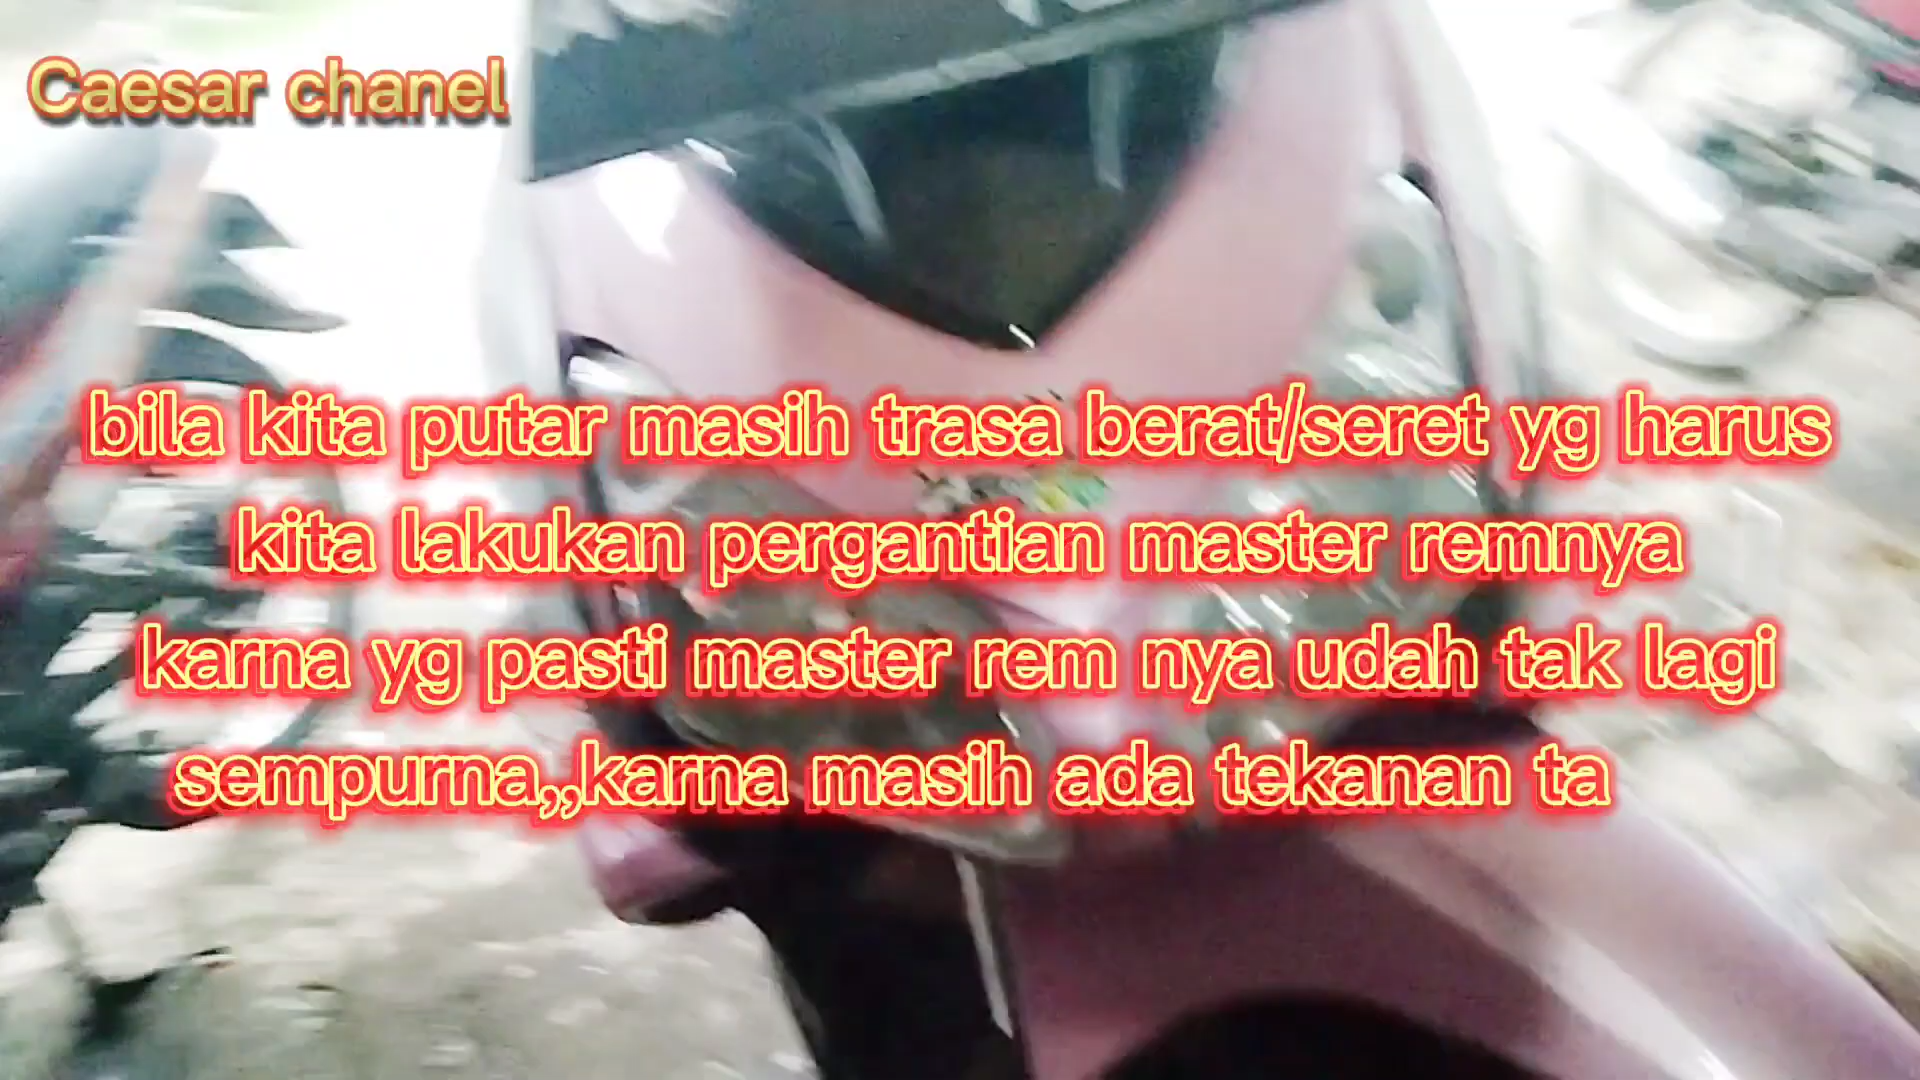 Caesar chanel
bila kita putar masih trasa berat/seret yg harus
kita lakukan pergantian master remnya
karna yg pasti master rem nya udah tak lagi
sempurna,,karna masih ada tekanan ta